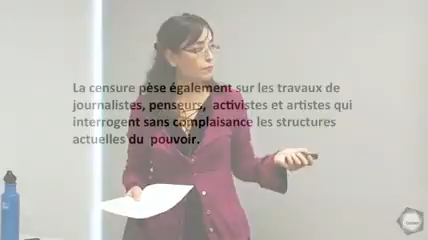 La censure pèse également sur les travaux de
journalistes, penseurs, activistes et artistes qui
interrogent sans complaisance les structures
actuelles du pouvoir.